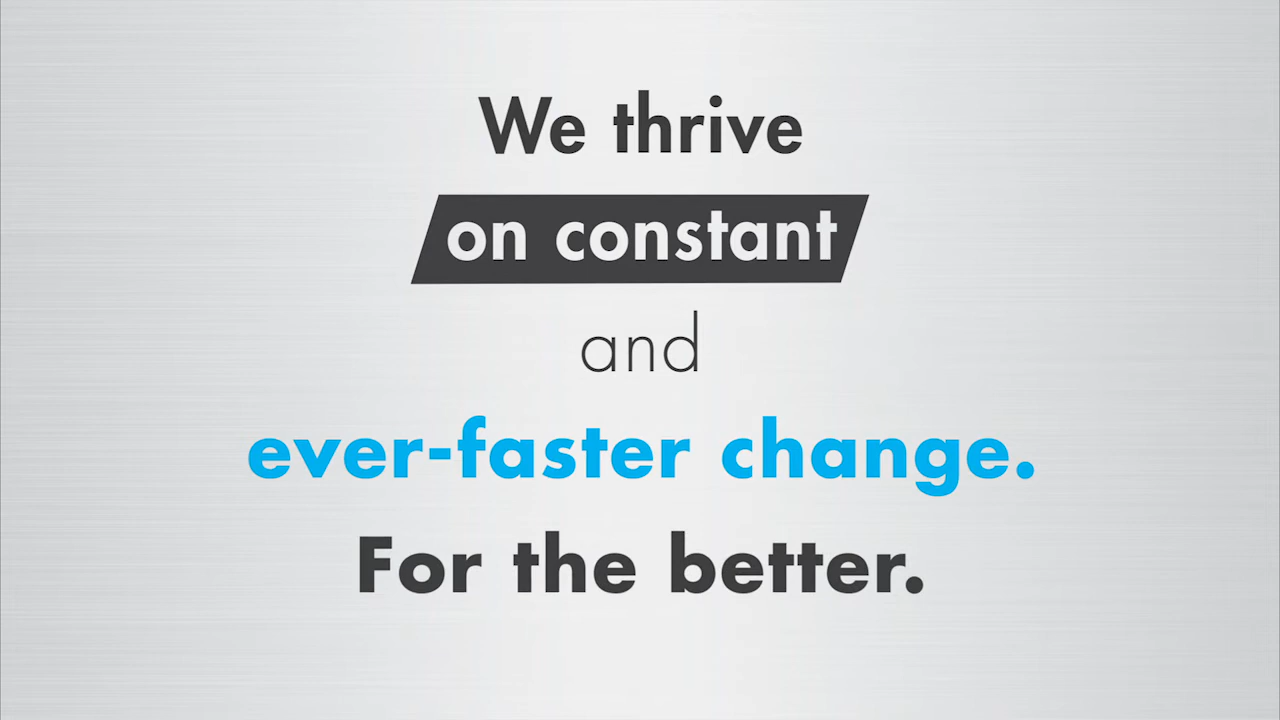 We thrive
on constant
and
ever-faster change.
For the better.